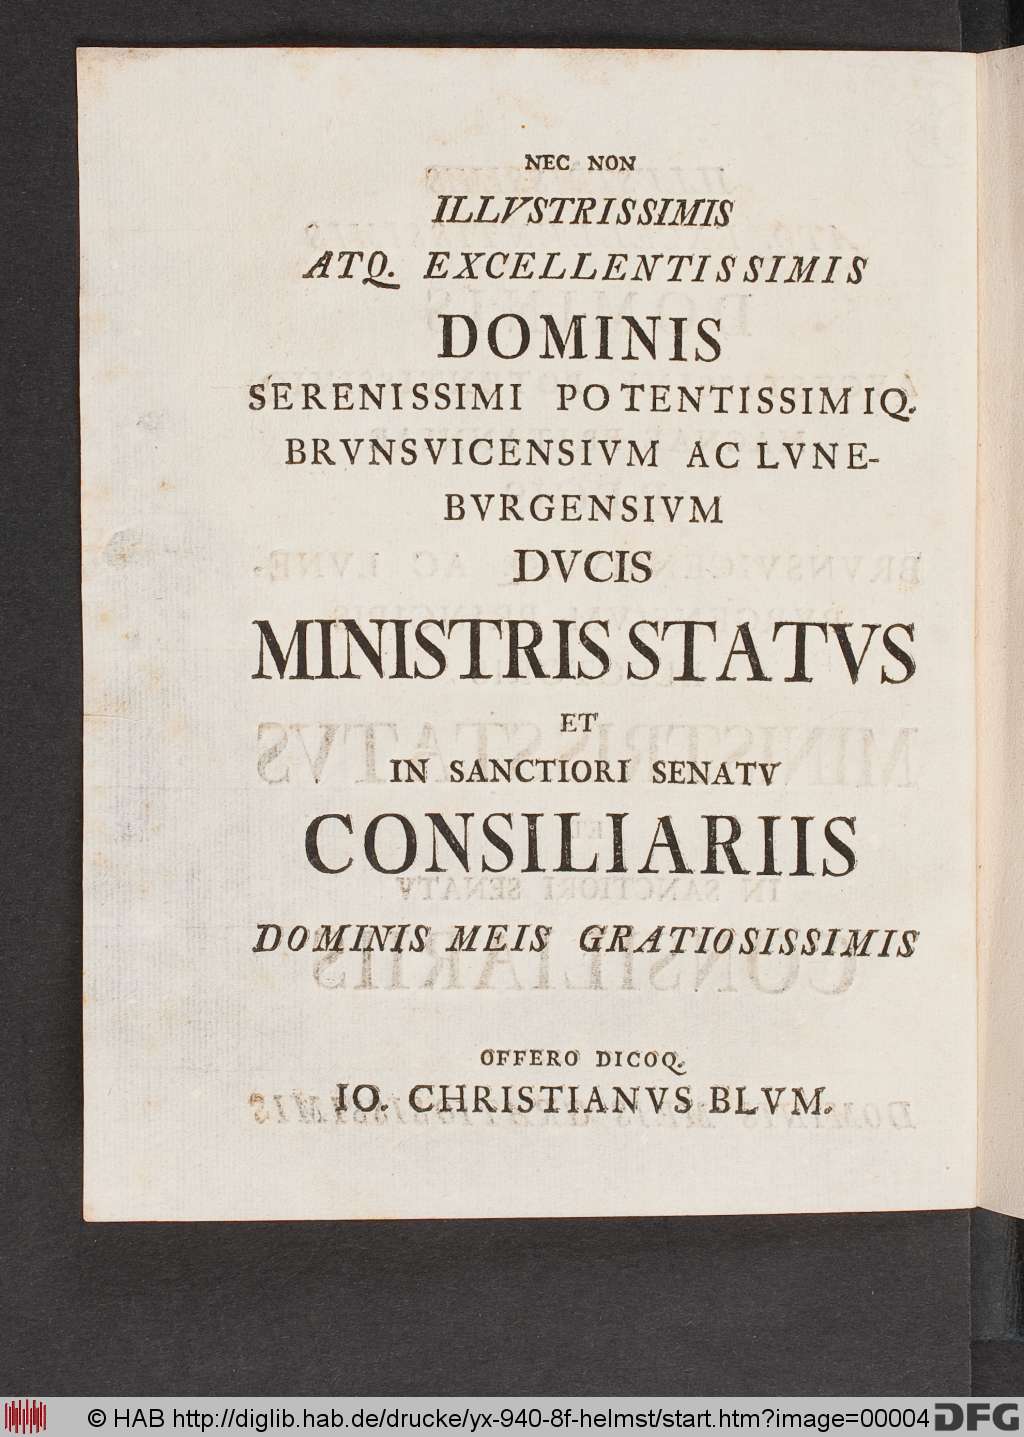 NEC NON
ILLVSTRISSIMIS
ATQ. EXCELLENTISSIMIS
DOMINIS
SERENISSIMI POTENTISSIMIQ.
BRVNSVICENSIVM AC LVNE-
BVRGENSIVM
DVCIS
MINISTRIS STATVS
ET
IN SANCTIORI SENATV
CONSILIARIIS
DOMINIS MEIS GRATIOSISSIMIS
OFFERO DICOQ.
IO. CHRISTIANVS BLVM.
© HAB http://diglib.hab.de/drucke/yx-940-8f-helmst/start.htm?image=00004 DFG